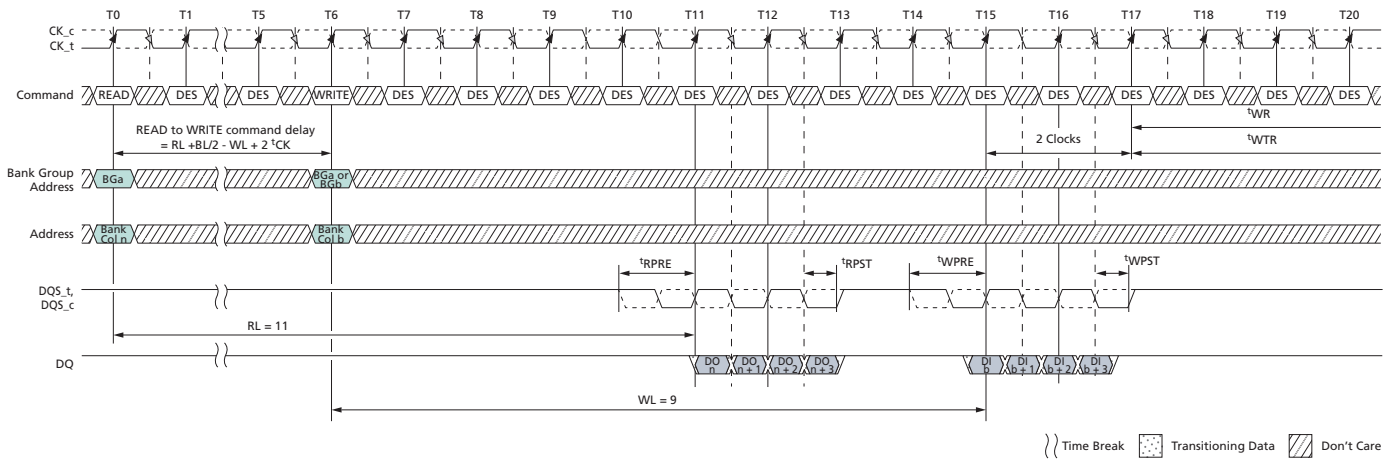 T0 T1 T5 T6 T7 T8 T9 T10 T11 T12 T13 T14 T15 T16 T17 T18 T19 T20
CK_c
CK_t
Command READ DES DES WRITE DES DES DES DES DES DES DES DES DES DES DES DES DES DES
tWR
READ to WRITE command delay
= RL +BL/2 - WL + 2 tCK
2 Clocks
tWTR
Bank Group
Address
BGa
BGa or
BGb
Address
Bank
Col n
Bank
Col b
tRPRE tRPST tWPRE tWPST
DQS_t,
DQS_c
RL = 11
DQ
DO
n
DO
n + 1
DO
n + 2
DO
n + 3
DI
b
DI
b + 1
DI
b + 2
DI
b + 3
WL = 9
Time Break Transitioning Data Don't Care